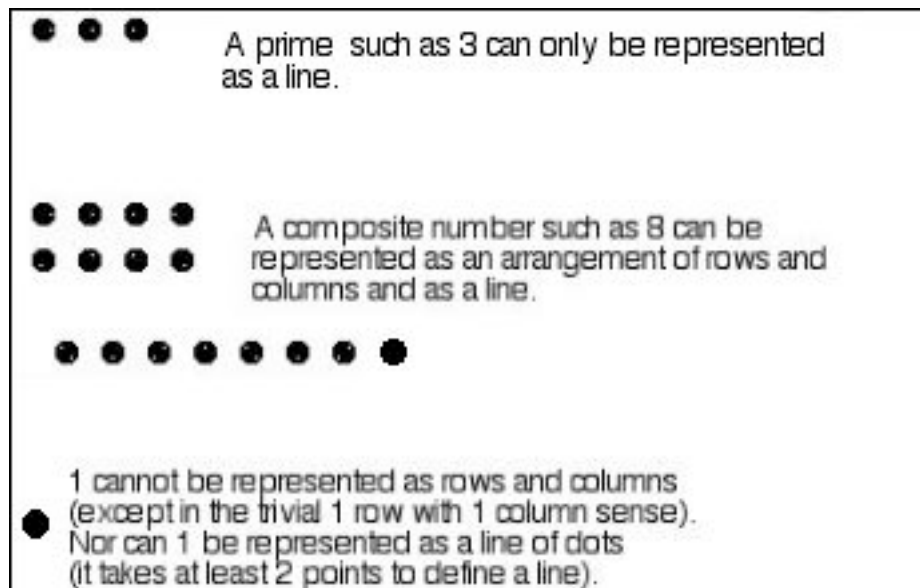 A prime such as 3 can only be represented
as a line.
A composite number such as 8 can be
represented as an arrangement of rows and
columns and as a line.
1 cannot be represented as rows and columns
(except in the trivial 1 row with 1 column sense).
Nor can 1 be represented as a line of dots
(it takes at least 2 points to define a line).